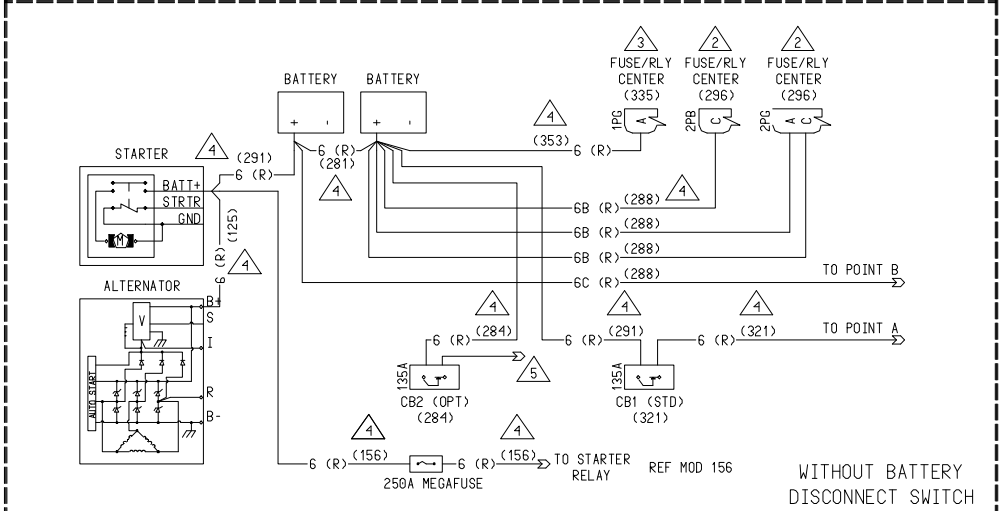 3 2 2
FUSE/RLY FUSE/RLY FUSE/RLY
CENTER CENTER CENTER
(335) (296) (296)
BATTERY BATTERY
1PG A 2PB C 2PG A C
+ - + -
4 (353)
6 (R) 6 (R)
(281)
4
STARTER 4 (291)
6 (R)
BATT+
STRTR
GND
M
6 (R) (125)
4
6B (R) (288) 4
6B (R) (288)
6B (R) (288)
6C (R) (288) TO POINT B
ALTERNATOR
B+
S
V
I
R
B-
AUTO START
4 4 4
6 (R) (284) 6 (R) (291) 6 (R) (321) TO POINT A
5
135A 135A
CB2 (OPT) CB1 (STD)
(284) (321)
4 4
6 (R) (156) 6 (R) (156) TO STARTER
RELAY
REF MOD 156
250A MEGAFUSE
WITHOUT BATTERY
DISCONNECT SWITCH